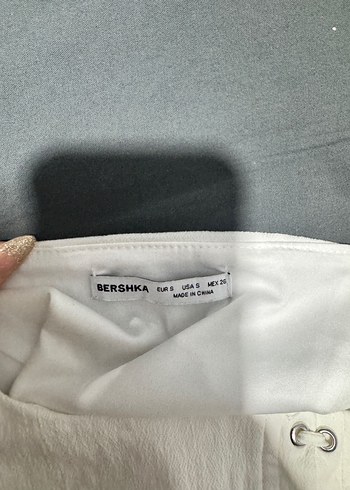 BERSHKA EUR S USA S MEX 26
MADE IN CHINA